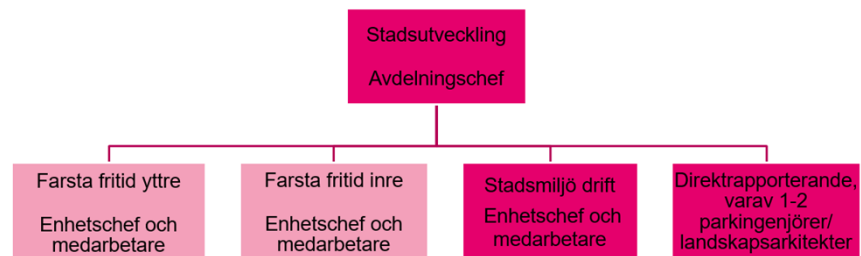 Stadsutveckling
Avdelningschef
Farsta fritid yttre
Enhetschef och
medarbetare
Farsta fritid inre
Enhetschef och
medarbetare
Stadsmiljö drift
Enhetschef och
medarbetare
Direktrapporterande,
varav 1-2
parkingenjörer/
landskapsarkitekter